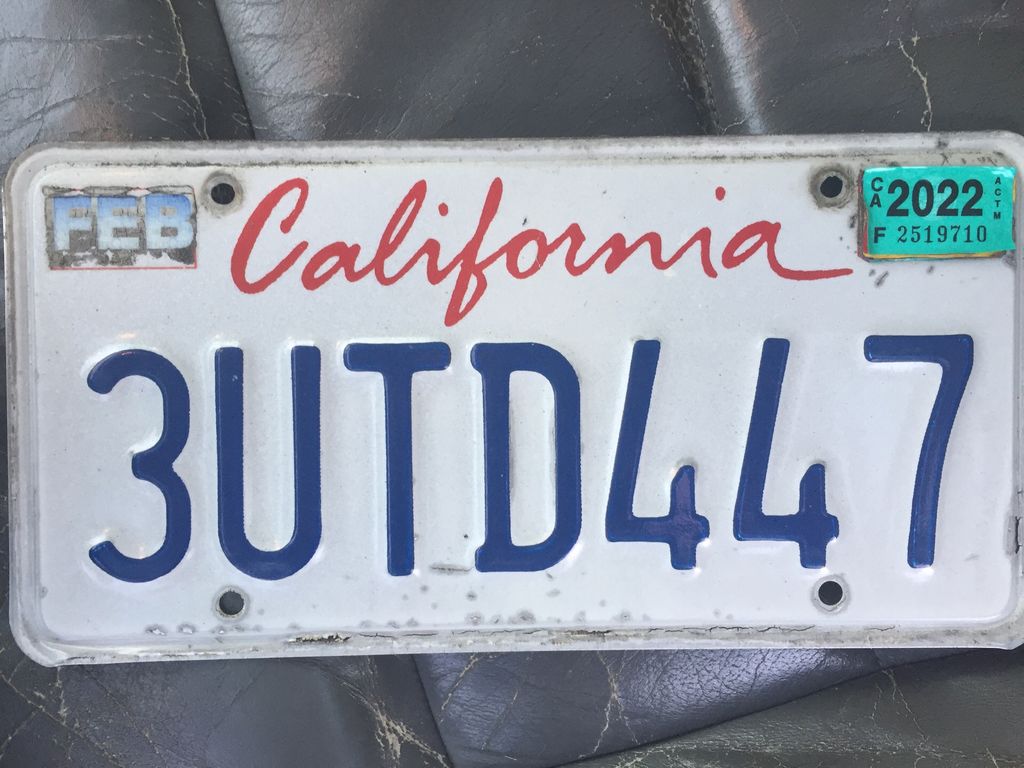 FEB
California
CA 2022 ACTM
F 2519710
3UTD447